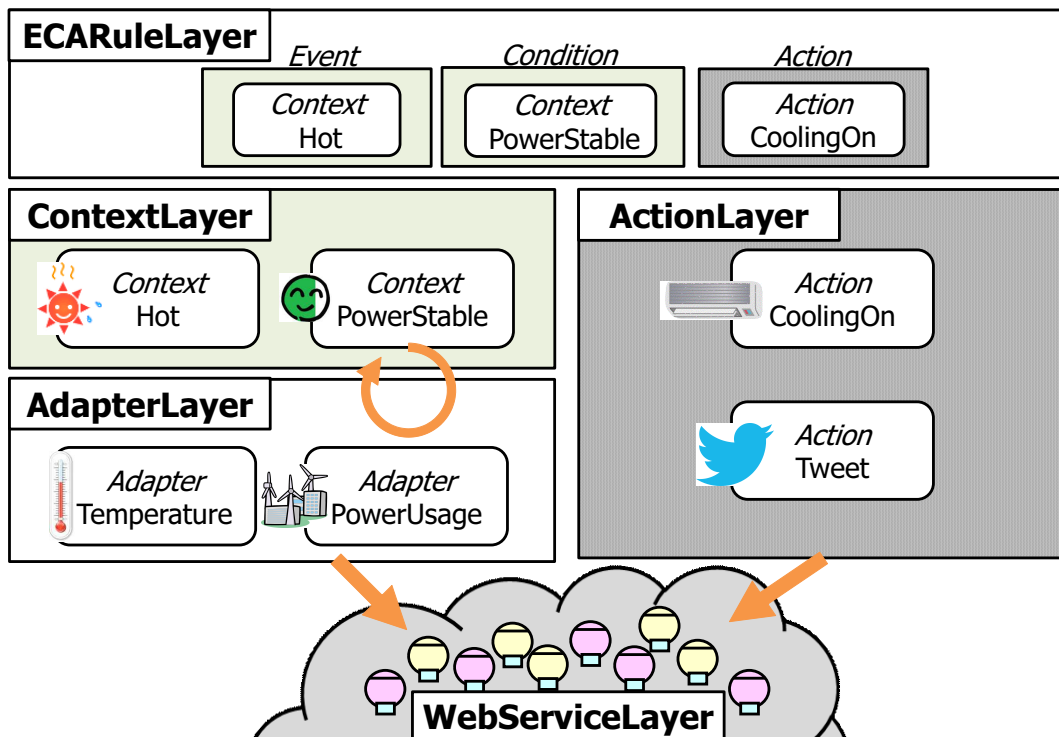 ECARuleLayer
Event
Condition
Action
Context
Hot
Context
PowerStable
Action
CoolingOn
ContextLayer
Context
Hot
Context
PowerStable
ActionLayer
Action
CoolingOn
Action
Tweet
AdapterLayer
Adapter
Temperature
Adapter
PowerUsage
WebServiceLayer